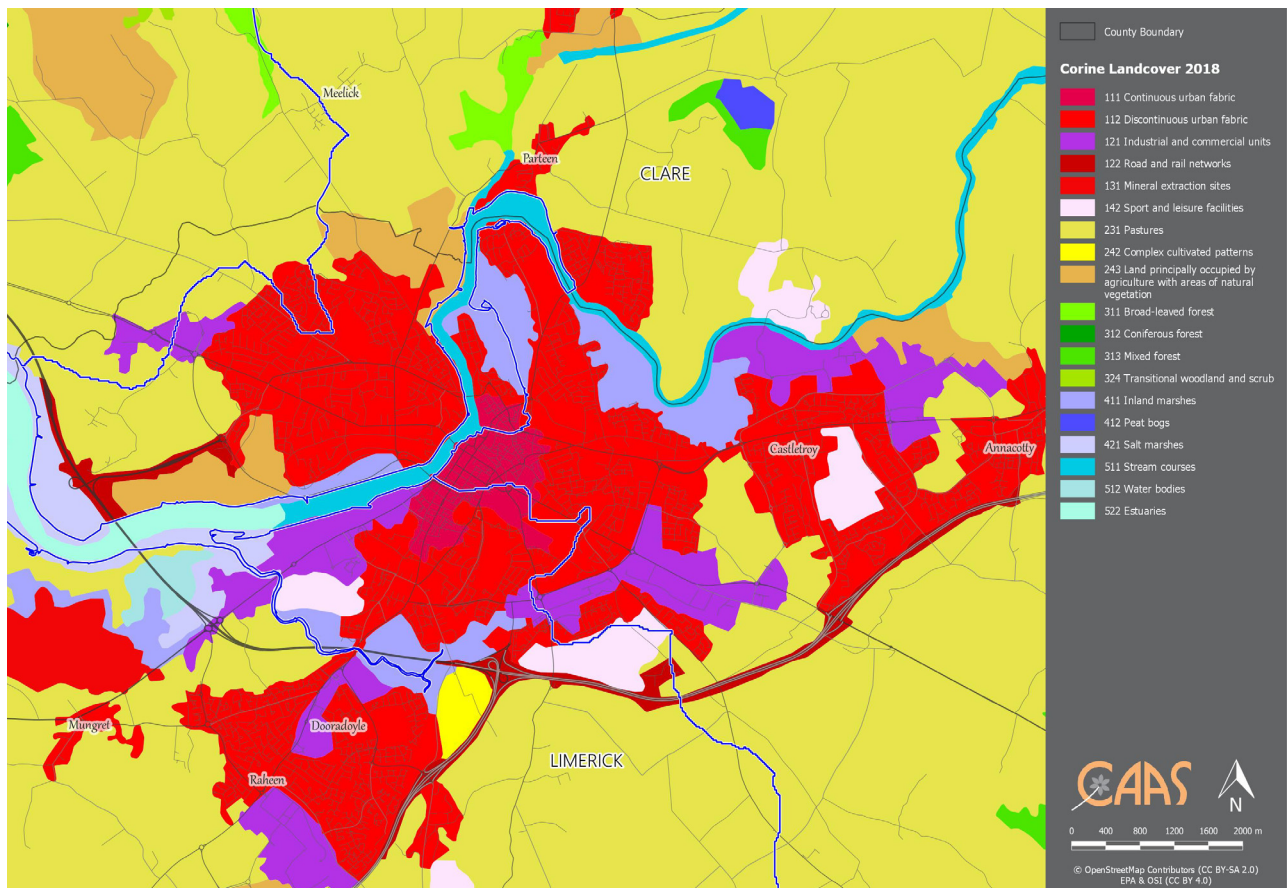 Meelick
Parteen
CLARE
Castletroy
Annacotty
Mungret
Dooradoyle
Raheen
LIMERICK
County Boundary
Corine Landcover 2018
111 Continuous urban fabric
112 Discontinuous urban fabric
121 Industrial and commercial units
122 Road and rail networks
131 Mineral extraction sites
142 Sport and leisure facilities
231 Pastures
242 Complex cultivated patterns
243 Land principally occupied by
agriculture with areas of natural
vegetation
311 Broad-leaved forest
312 Coniferous forest
313 Mixed forest
324 Transitional woodland and scrub
411 Inland marshes
412 Peat bogs
421 Salt marshes
511 Stream courses
512 Water bodies
522 Estuaries
CAAS
N
0 400 800 1200 1600 2000 m
© OpenStreetMap Contributors (CC BY-SA 2.0)
EPA & OSI (CC BY 4.0)